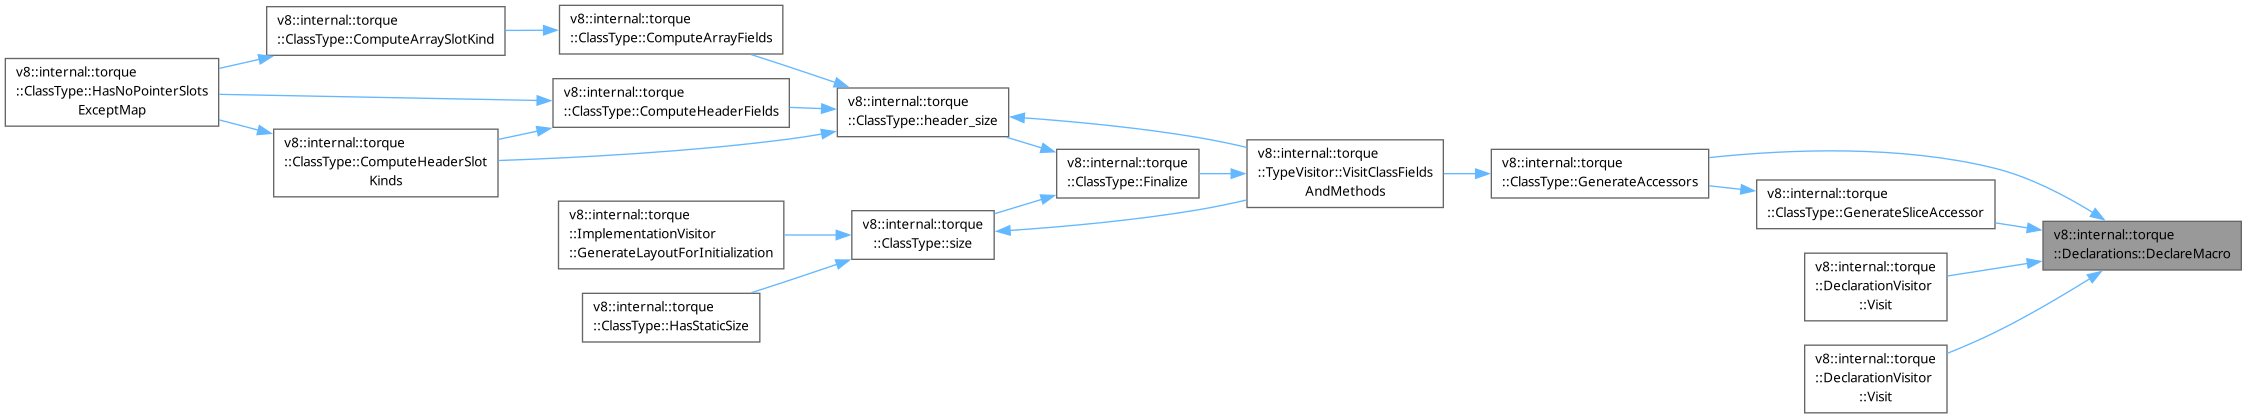 v8::internal::torque
::ClassType::HasNoPointerSlots
ExceptMap
v8::internal::torque
::ClassType::ComputeArraySlotKind
v8::internal::torque
::ClassType::ComputeHeaderSlot
Kinds
v8::internal::torque
::ClassType::ComputeArrayFields
v8::internal::torque
::ClassType::ComputeHeaderFields
v8::internal::torque
::ImplementationVisitor
::GenerateLayoutForInitialization
v8::internal::torque
::ClassType::HasStaticSize
v8::internal::torque
::ClassType::header_size
v8::internal::torque
::ClassType::size
v8::internal::torque
::ClassType::Finalize
v8::internal::torque
::TypeVisitor::VisitClassFields
AndMethods
v8::internal::torque
::ClassType::GenerateAccessors
v8::internal::torque
::ClassType::GenerateSliceAccessor
v8::internal::torque
::DeclarationVisitor
::Visit
v8::internal::torque
::DeclarationVisitor
::Visit
v8::internal::torque
::Declarations::DeclareMacro